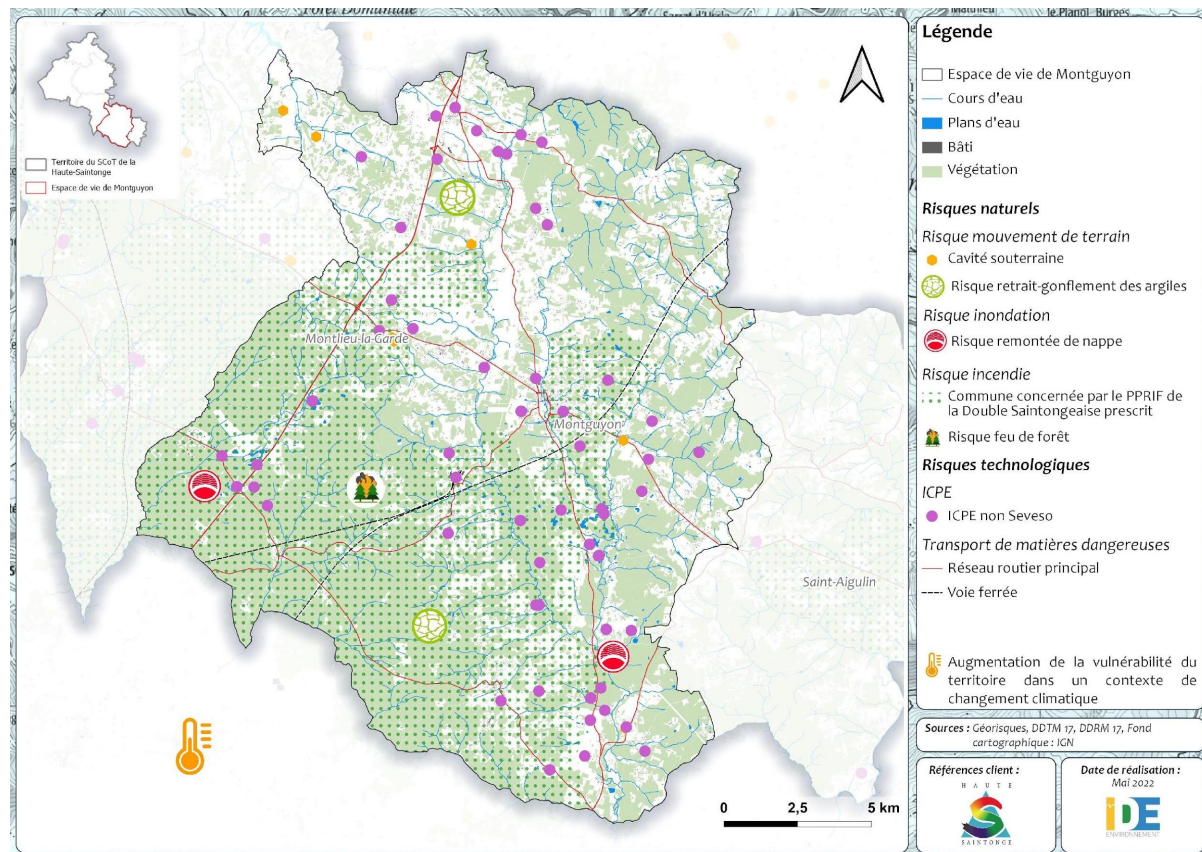 Forêt Domaniale
le Planol Burges
Territoire du SCoT de la
Haute-Saintonge
Espace de vie de Montguyon
Montlieu-la-Garde
Montguyon
Saint-Aigulin
0 2,5 5 km
Légende
Espace de vie de Montguyon
Cours d'eau
Plans d'eau
Bâti
Végétation
Risques naturels
Risque mouvement de terrain
Cavité souterraine
Risque retrait-gonflement des argiles
Risque inondation
Risque remontée de nappe
Risque incendie
Commune concernée par le PPRIF de
la Double Saintongeaise prescrit
Risque feu de forêt
Risques technologiques
ICPE
ICPE non Seveso
Transport de matières dangereuses
Réseau routier principal
Voie ferrée
Augmentation de la vulnérabilité du
territoire dans un contexte de
changement climatique
Sources : Géorisques, DDTM 17, DDRM 17, Fond
cartographique : IGN
Références client :
HAUTE
SAINTONGE
Date de réalisation :
Mai 2022
IDE
ENVIRONNEMENT